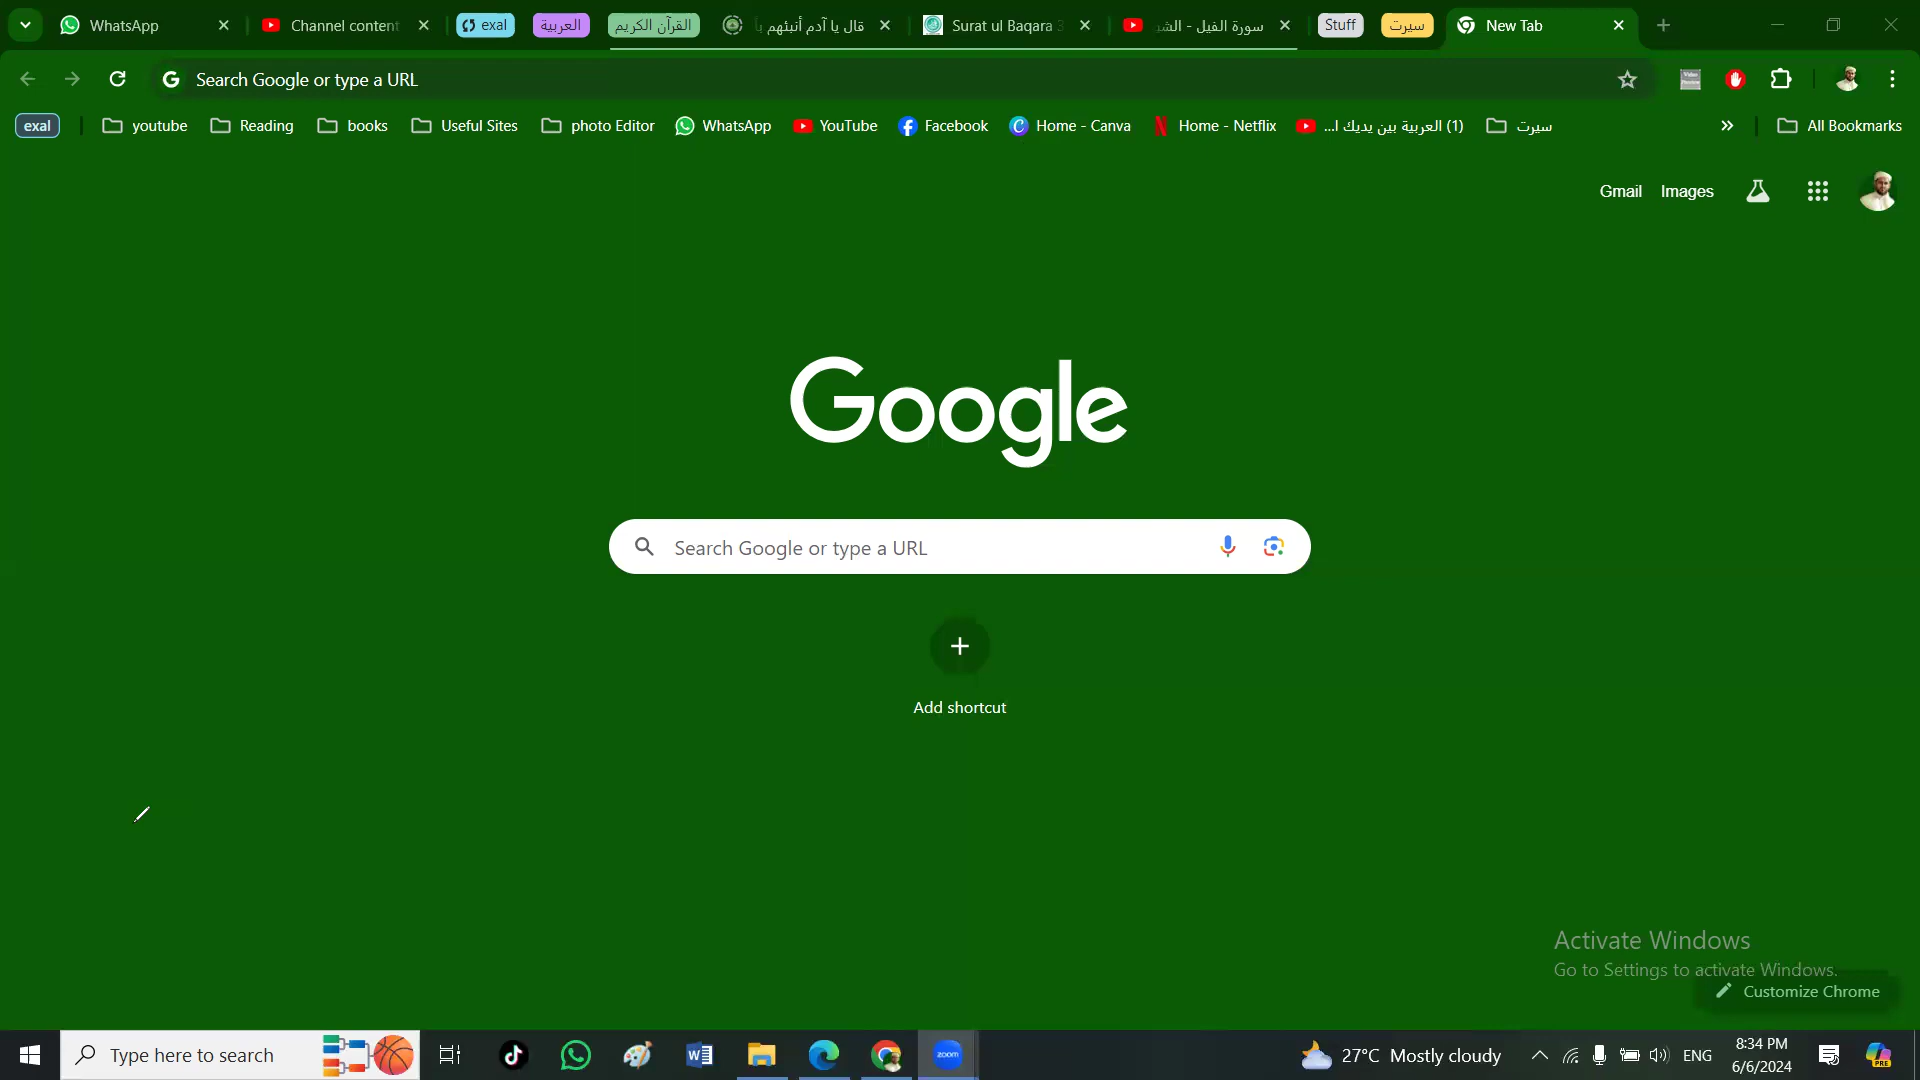 WhatsApp
Channel content
exal
العربية
القرآن الكريم
قال يا آدم أنبئهم ب
Surat ul Baqara 3
سورة الفيل - الشي
Stuff
سيرت
New Tab
Search Google or type a URL
exal
youtube
Reading
books
Useful Sites
photo Editor
WhatsApp
YouTube
Facebook
Home - Canva
Home - Netflix
(1) العربية بين يديك ا...
سيرت
All Bookmarks
Gmail
Images
Google
Search Google or type a URL
Add shortcut
Activate Windows
Go to Settings to activate Windows.
Customize Chrome
Type here to search
zoom
27°C Mostly cloudy
ENG
8:34 PM
6/6/2024
PRE